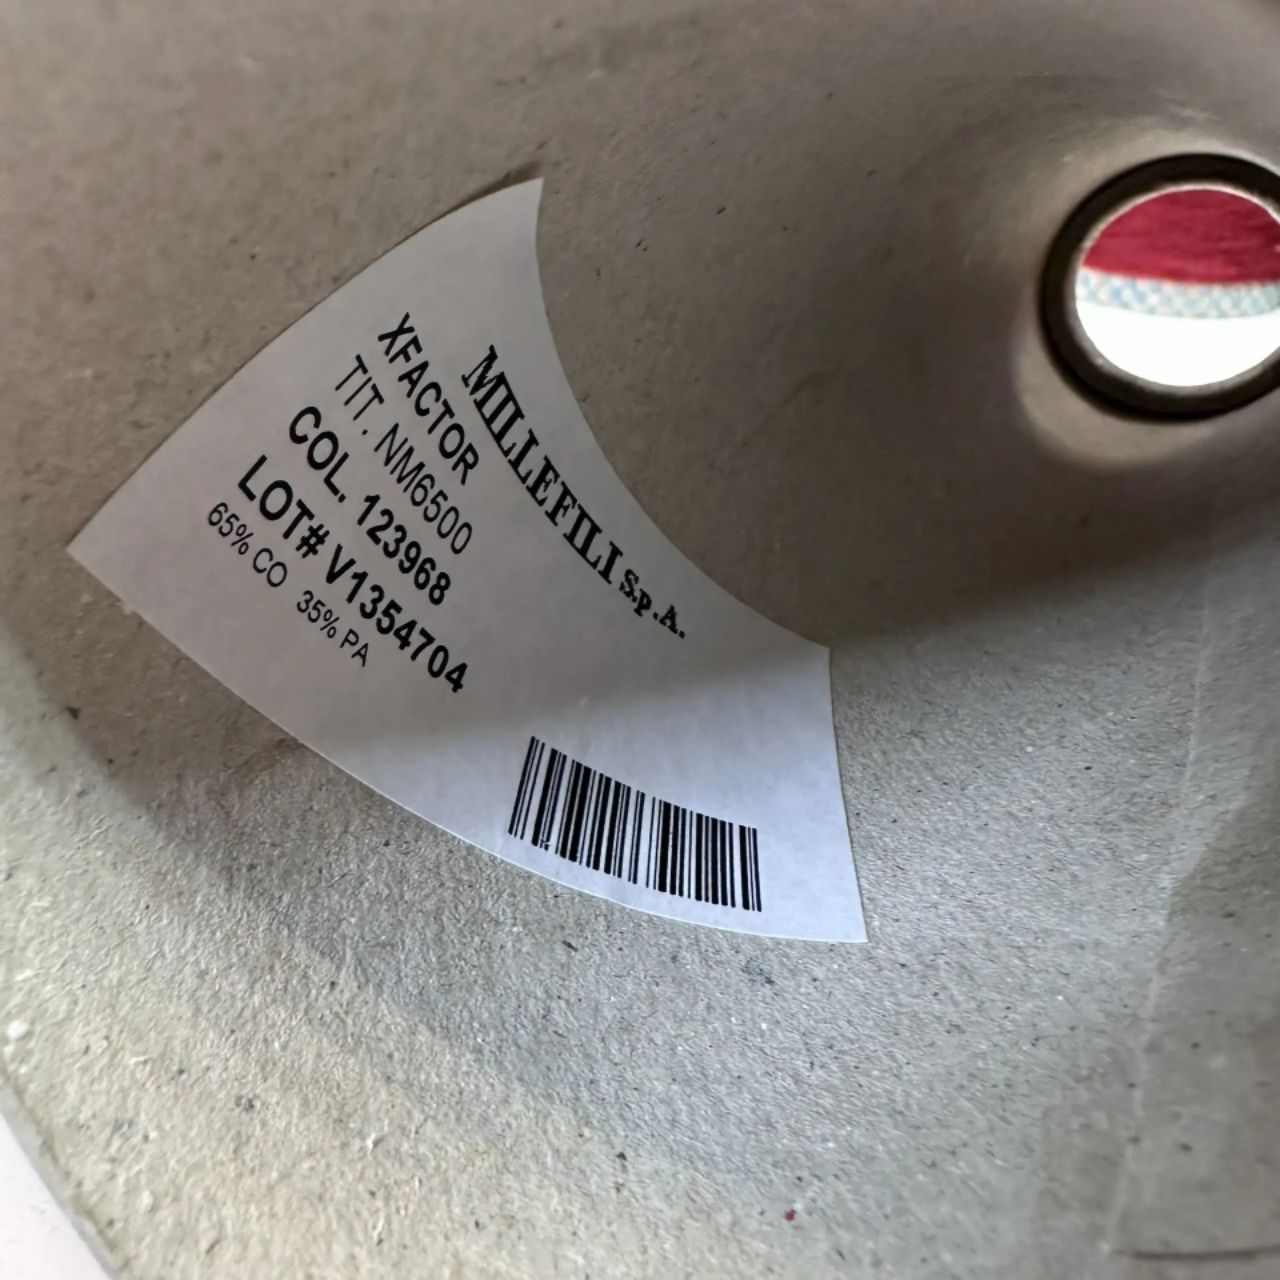 MILLEFILI S.p.A.
XFACTOR
TIT. NM6500
COL. 123968
LOT# V1354704
65% CO 35% PA